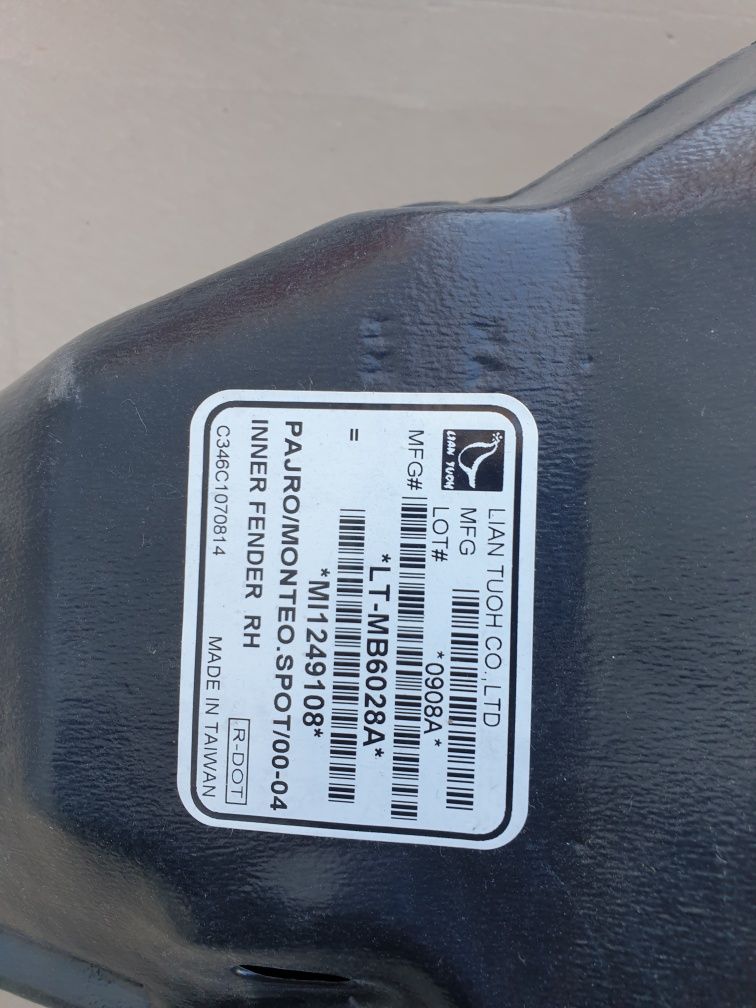 LIAN TUOH
LIAN TUOH CO.,LTD
MFG
LOT# *0908A*
MFG#
*LT-MB6028A*
=
*MI1249108*
PAJRO/MONTEO.SPOT/00-04
INNER FENDER RH
R-DOT
C346C1070814 MADE IN TAIWAN